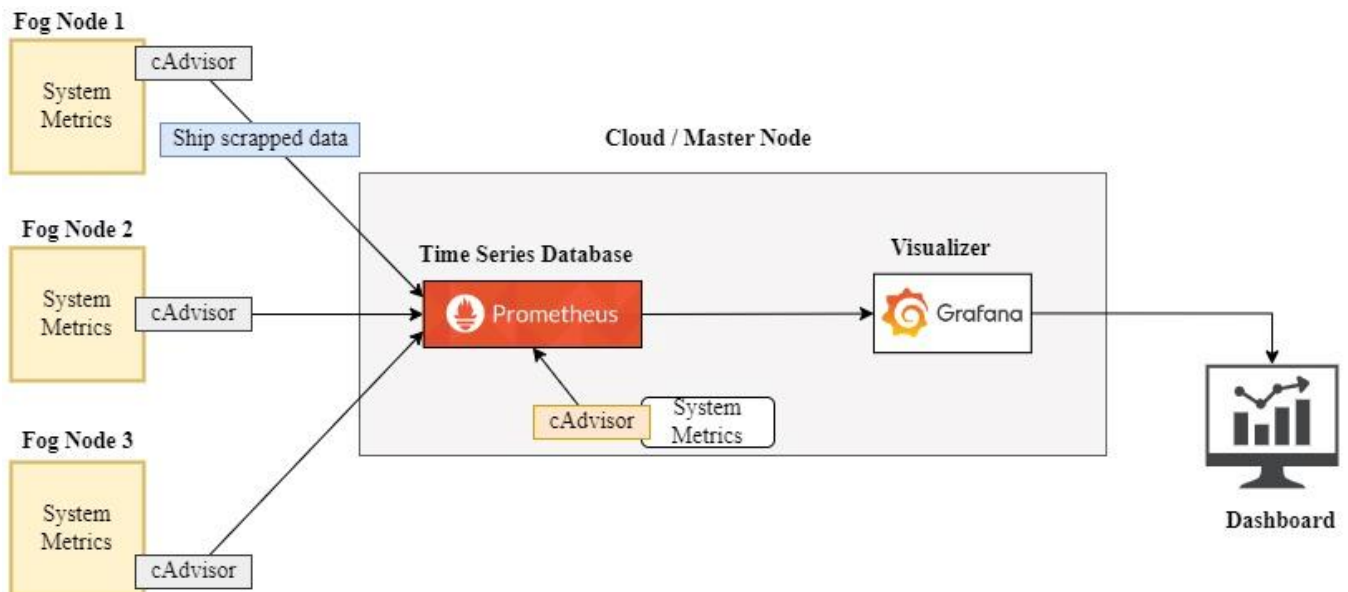 Fog Node 1
cAdvisor
System
Metrics
Ship scrapped data
Cloud / Master Node
Fog Node 2
System
Metrics
cAdvisor
Time Series Database
Prometheus
Visualizer
Grafana
cAdvisor
System
Metrics
Fog Node 3
System
Metrics
cAdvisor
Dashboard